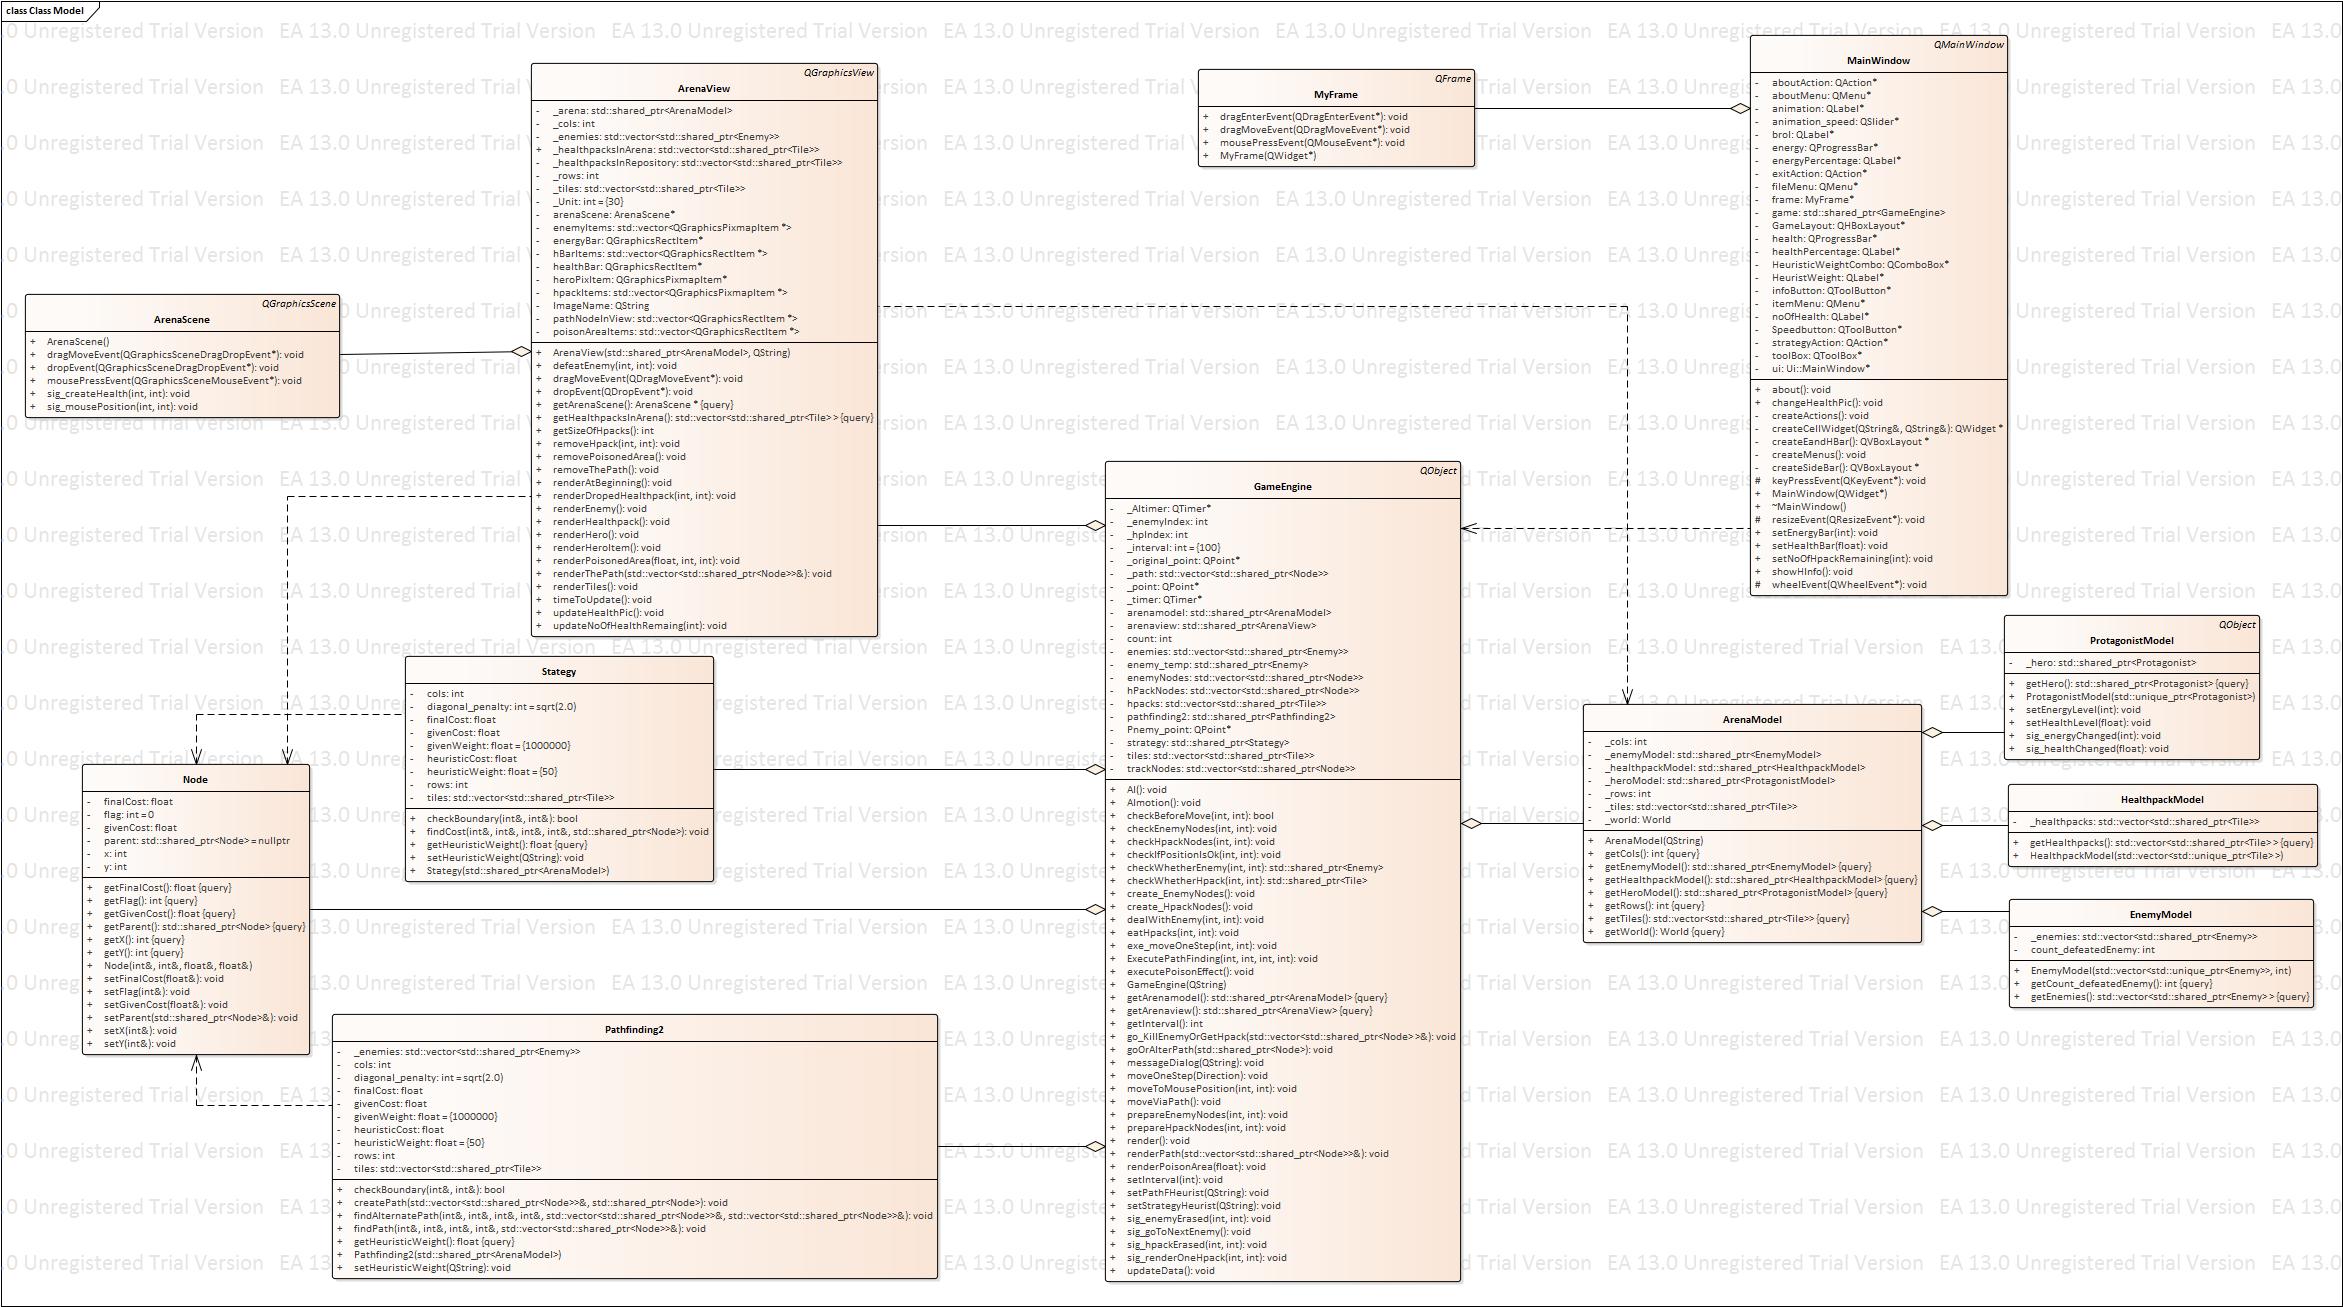 class Class Model
QGraphicsView
ArenaView
- _arena: std::shared_ptr<ArenaModel>
- _cols: int
- _enemies: std::vector<std::shared_ptr<Enemy>>
+ _healthpacksInArena: std::vector<std::shared_ptr<Tile>>
- _healthpacksInRepository: std::vector<std::shared_ptr<Tile>>
- _rows: int
- _tiles: std::vector<std::shared_ptr<Tile>>
- _Unit: int = {30}
- arenaScene: ArenaScene*
- enemyItems: std::vector<QGraphicsPixmapItem *>
- energyBar: QGraphicsRectItem*
- hBarItems: std::vector<QGraphicsRectItem *>
- healthBar: QGraphicsRectItem*
- heroPixItem: QGraphicsPixmapItem*
- hpackItems: std::vector<QGraphicsPixmapItem *>
- ImageName: QString
- pathNodeInView: std::vector<QGraphicsRectItem *>
- poisonAreaItems: std::vector<QGraphicsRectItem *>
+ ArenaView(std::shared_ptr<ArenaModel>, QString)
+ defeatEnemy(int, int): void
+ dragMoveEvent(QDragMoveEvent*): void
+ dropEvent(QDropEvent*): void
+ getArenaScene(): ArenaScene * {query}
+ getHealthpacksInArena(): std::vector<std::shared_ptr<Tile>> {query}
+ getSizeOfHpacks(): int
+ removeHpack(int, int): void
+ removePoisonedArea(): void
+ removeThePath(): void
+ renderAtBeginning(): void
+ renderDropedHealthpack(int, int): void
+ renderEnemy(): void
+ renderHealthpack(): void
+ renderHero(): void
+ renderHeroItem(): void
+ renderPoisonedArea(float, int, int): void
+ renderThePath(std::vector<std::shared_ptr<Node>>&): void
+ renderTiles(): void
+ timeToUpdate(): void
+ updateHealthPic(): void
+ updateNoOfHealthRemaing(int): void
QFrame
MyFrame
+ dragEnterEvent(QDragEnterEvent*): void
+ dragMoveEvent(QDragMoveEvent*): void
+ mousePressEvent(QMouseEvent*): void
+ MyFrame(QWidget*)
QMainWindow
MainWindow
- aboutAction: QAction*
- aboutMenu: QMenu*
- animation: QLabel*
- animation_speed: QSlider*
- brol: QLabel*
- energy: QProgressBar*
- energyPercentage: QLabel*
- exitAction: QAction*
- fileMenu: QMenu*
- frame: MyFrame*
- game: std::shared_ptr<GameEngine>
- GameLayout: QHBoxLayout*
- health: QProgressBar*
- healthPercentage: QLabel*
- HeuristicWeightCombo: QComboBox*
- HeuristWeight: QLabel*
- infoButton: QToolButton*
- itemMenu: QMenu*
- noOfHealth: QLabel*
- Speedbutton: QToolButton*
- strategyAction: QAction*
- toolBox: QToolBox*
- ui: Ui::MainWindow*
+ about(): void
+ changeHealthPic(): void
- createActions(): void
- createCellWidget(QString&, QString&): QWidget *
- createEandHBar(): QVBoxLayout *
- createMenus(): void
- createSideBar(): QVBoxLayout *
# keyPressEvent(QKeyEvent*): void
+ MainWindow(QWidget*)
+ ~MainWindow()
# resizeEvent(QResizeEvent*): void
+ setEnergyBar(int): void
+ setHealthBar(float): void
+ setNoOfHpackRemaining(int): void
+ showHInfo(): void
# wheelEvent(QWheelEvent*): void
QGraphicsScene
ArenaScene
+ ArenaScene()
+ dragMoveEvent(QGraphicsSceneDragDropEvent*): void
+ dropEvent(QGraphicsSceneDragDropEvent*): void
+ mousePressEvent(QGraphicsSceneMouseEvent*): void
+ sig_createHealth(int, int): void
+ sig_mousePosition(int, int): void
QObject
GameEngine
- _AItimer: QTimer*
- _enemyIndex: int
- _hpIndex: int
- _interval: int = {100}
- _original_point: QPoint*
- _path: std::vector<std::shared_ptr<Node>>
- _point: QPoint*
- _timer: QTimer*
- arenamodel: std::shared_ptr<ArenaModel>
- arenaview: std::shared_ptr<ArenaView>
- count: int
- enemies: std::vector<std::shared_ptr<Enemy>>
- enemy_temp: std::shared_ptr<Enemy>
- enemyNodes: std::vector<std::shared_ptr<Node>>
- hPackNodes: std::vector<std::shared_ptr<Node>>
- hpacks: std::vector<std::shared_ptr<Tile>>
- pathfinding2: std::shared_ptr<Pathfinding2>
- Pnemy_point: QPoint*
- strategy: std::shared_ptr<Stategy>
- tiles: std::vector<std::shared_ptr<Tile>>
- trackNodes: std::vector<std::shared_ptr<Node>>
+ AI(): void
+ AImotion(): void
+ checkBeforeMove(int, int): bool
+ checkEnemyNodes(int, int): void
+ checkHpackNodes(int, int): void
+ checkIfPositionIsOk(int, int): void
+ checkWhetherEnemy(int, int): std::shared_ptr<Enemy>
+ checkWhetherHpack(int, int): std::shared_ptr<Tile>
+ create_EnemyNodes(): void
+ create_HpackNodes(): void
+ dealWithEnemy(int, int): void
+ eatHpacks(int, int): void
+ exe_moveOneStep(int, int): void
+ ExecutePathFinding(int, int, int, int): void
+ executePoisonEffect(): void
+ GameEngine(QString)
+ getArenamodel(): std::shared_ptr<ArenaModel> {query}
+ getArenaview(): std::shared_ptr<ArenaView> {query}
+ getInterval(): int
+ go_KillEnemyOrGetHpack(std::vector<std::shared_ptr<Node>>&): void
+ goOrAlterPath(std::shared_ptr<Node>): void
+ messageDialog(QString): void
+ moveOneStep(Direction): void
+ moveToMousePosition(int, int): void
+ moveViaPath(): void
+ prepareEnemyNodes(int, int): void
+ prepareHpackNodes(int, int): void
+ render(): void
+ renderPath(std::vector<std::shared_ptr<Node>>&): void
+ renderPoisonArea(float): void
+ setInterval(int): void
+ setPathFHeurist(QString): void
+ setStrategyHeurist(QString): void
+ sig_enemyErased(int, int): void
+ sig_goToNextEnemy(): void
+ sig_hpackErased(int, int): void
+ sig_renderOneHpack(int, int): void
+ updateData(): void
QObject
ProtagonistModel
- _hero: std::shared_ptr<Protagonist>
+ getHero(): std::shared_ptr<Protagonist> {query}
+ ProtagonistModel(std::unique_ptr<Protagonist>)
+ setEnergyLevel(int): void
+ setHealthLevel(float): void
+ sig_energyChanged(int): void
+ sig_healthChanged(float): void
Stategy
- cols: int
- diagonal_penalty: int = sqrt(2.0)
- finalCost: float
- givenCost: float
- givenWeight: float = {1000000}
- heuristicCost: float
- heuristicWeight: float = {50}
- rows: int
- tiles: std::vector<std::shared_ptr<Tile>>
+ checkBoundary(int&, int&): bool
+ findCost(int&, int&, int&, int&, std::shared_ptr<Node>): void
+ getHeuristicWeight(): float {query}
+ setHeuristicWeight(QString): void
+ Stategy(std::shared_ptr<ArenaModel>)
ArenaModel
- _cols: int
- _enemyModel: std::shared_ptr<EnemyModel>
- _healthpackModel: std::shared_ptr<HealthpackModel>
- _heroModel: std::shared_ptr<ProtagonistModel>
- _rows: int
- _tiles: std::vector<std::shared_ptr<Tile>>
- _world: World
+ ArenaModel(QString)
+ getCols(): int {query}
+ getEnemyModel(): std::shared_ptr<EnemyModel> {query}
+ getHealthpackModel(): std::shared_ptr<HealthpackModel> {query}
+ getHeroModel(): std::shared_ptr<ProtagonistModel> {query}
+ getRows(): int {query}
+ getTiles(): std::vector<std::shared_ptr<Tile>> {query}
+ getWorld(): World {query}
Node
- finalCost: float
- flag: int = 0
- givenCost: float
- parent: std::shared_ptr<Node> = nullptr
- x: int
- y: int
+ getFinalCost(): float {query}
+ getFlag(): int {query}
+ getGivenCost(): float {query}
+ getParent(): std::shared_ptr<Node> {query}
+ getX(): int {query}
+ getY(): int {query}
+ Node(int&, int&, float&, float&)
+ setFinalCost(float&): void
+ setFlag(int&): void
+ setGivenCost(float&): void
+ setParent(std::shared_ptr<Node>&): void
+ setX(int&): void
+ setY(int&): void
HealthpackModel
- _healthpacks: std::vector<std::shared_ptr<Tile>>
+ getHealthpacks(): std::vector<std::shared_ptr<Tile>> {query}
+ HealthpackModel(std::vector<std::unique_ptr<Tile>>)
EnemyModel
- _enemies: std::vector<std::shared_ptr<Enemy>>
- count_defeatedEnemy: int
+ EnemyModel(std::vector<std::unique_ptr<Enemy>>, int)
+ getCount_defeatedEnemy(): int {query}
+ getEnemies(): std::vector<std::shared_ptr<Enemy>> {query}
Pathfinding2
- _enemies: std::vector<std::shared_ptr<Enemy>>
- cols: int
- diagonal_penalty: int = sqrt(2.0)
- finalCost: float
- givenCost: float
- givenWeight: float = {1000000}
- heuristicCost: float
- heuristicWeight: float = {50}
- rows: int
- tiles: std::vector<std::shared_ptr<Tile>>
+ checkBoundary(int&, int&): bool
+ createPath(std::vector<std::shared_ptr<Node>>&, std::shared_ptr<Node>): void
+ findAlternatePath(int&, int&, int&, int&, std::vector<std::shared_ptr<Node>>&, std::vector<std::shared_ptr<Node>>&): void
+ findPath(int&, int&, int&, int&, std::vector<std::shared_ptr<Node>>&): void
+ getHeuristicWeight(): float {query}
+ Pathfinding2(std::shared_ptr<ArenaModel>)
+ setHeuristicWeight(QString): void
EA 13.0 Unregistered Trial Version